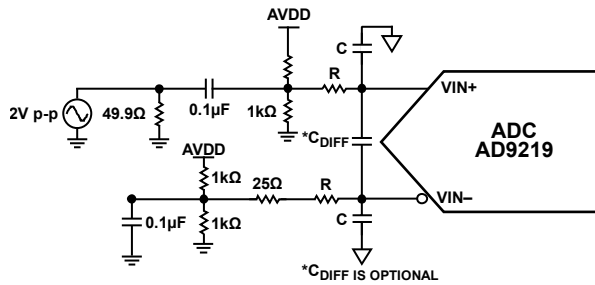 AVDD
C
R
VIN+
0.1µF
1kΩ
2V p-p
49.9Ω
*CDIFF
ADC
AD9219
AVDD
1kΩ
25Ω
R
VIN–
C
0.1µF
1kΩ
*CDIFF IS OPTIONAL